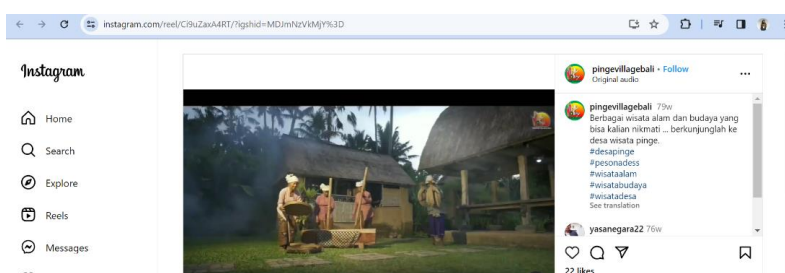 instagram.com/reel/Ci9uZaxA4RT/?igshid=MDJmNzVkMjY%3D
Instagram
Home
Search
Explore
Reels
Messages
pingevillagebali • Follow
Original audio
pingevillagebali 79w
Berbagai wisata alam dan budaya yang
bisa kalian nikmati ... berkunjunglah ke
desa wisata pinge.
#desapinge
#pesonadess
#wisataalam
#wisatabudaya
#wisatadesa
See translation
yasanegara22 76w
22 likes